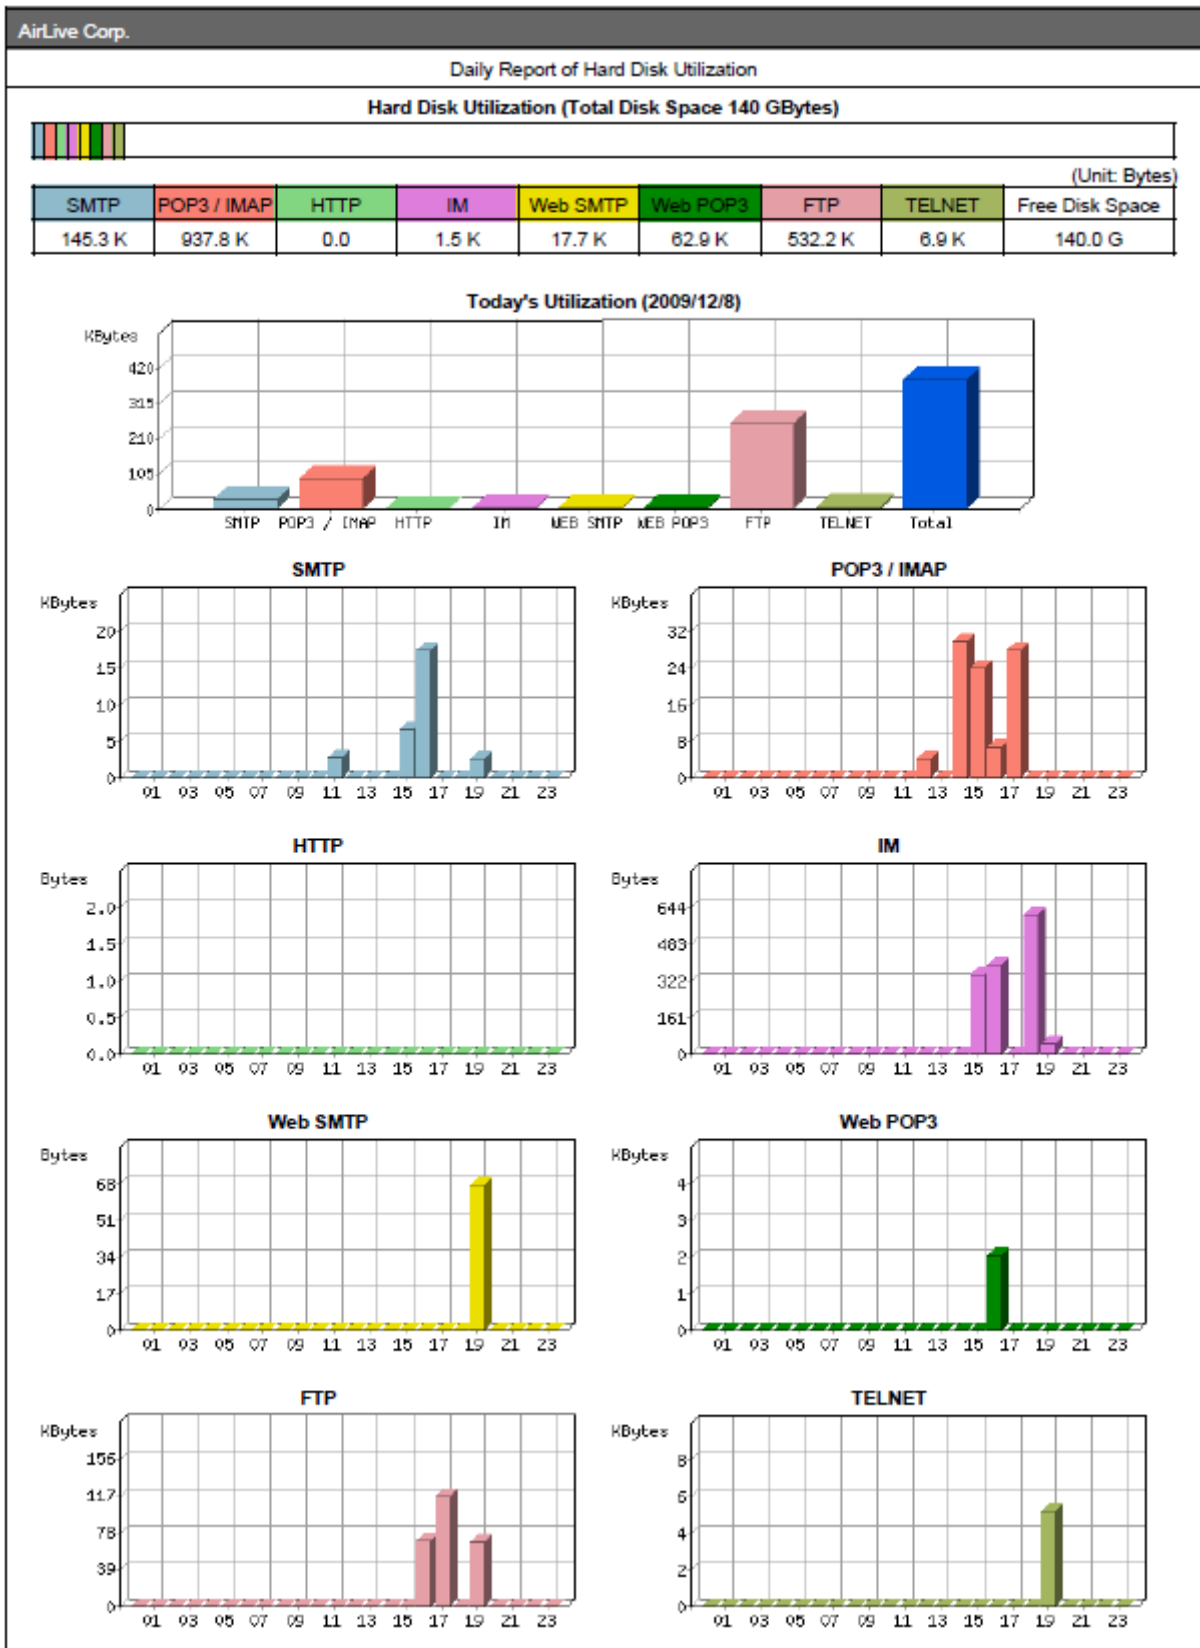 AirLive Corp.
Daily Report of Hard Disk Utilization
Hard Disk Utilization (Total Disk Space 140 GBytes)
(Unit: Bytes)
SMTP POP3 / IMAP HTTP IM Web SMTP Web POP3 FTP TELNET Free Disk Space
145.3 K 937.8 K 0.0 1.5 K 17.7 K 62.9 K 532.2 K 6.9 K 140.0 G
Today's Utilization (2009/12/8)
KBytes
420
315
210
105
0
SMTP POP3 / IMAP HTTP IM WEB SMTP WEB POP3 FTP TELNET Total
SMTP
KBytes
20
15
10
5
0
01 03 05 07 09 11 13 15 17 19 21 23
POP3 / IMAP
KBytes
32
24
16
8
0
01 03 05 07 09 11 13 15 17 19 21 23
HTTP
Bytes
2.0
1.5
1.0
0.5
0.0
01 03 05 07 09 11 13 15 17 19 21 23
IM
Bytes
644
483
322
161
0
01 03 05 07 09 11 13 15 17 19 21 23
Web SMTP
Bytes
68
51
34
17
0
01 03 05 07 09 11 13 15 17 19 21 23
Web POP3
KBytes
4
3
2
1
0
01 03 05 07 09 11 13 15 17 19 21 23
FTP
KBytes
156
117
78
39
0
01 03 05 07 09 11 13 15 17 19 21 23
TELNET
KBytes
8
6
4
2
0
01 03 05 07 09 11 13 15 17 19 21 23